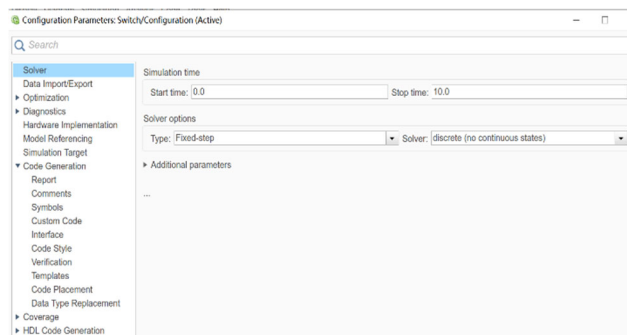 Configuration Parameters: Switch/Configuration (Active)
Search
Solver
Data Import/Export
Optimization
Diagnostics
Hardware Implementation
Model Referencing
Simulation Target
Code Generation
Report
Comments
Symbols
Custom Code
Interface
Code Style
Verification
Templates
Code Placement
Data Type Replacement
Coverage
HDL Code Generation
Simulation time
Start time: 0.0 Stop time: 10.0
Solver options
Type: Fixed-step Solver: discrete (no continuous states)
Additional parameters
...